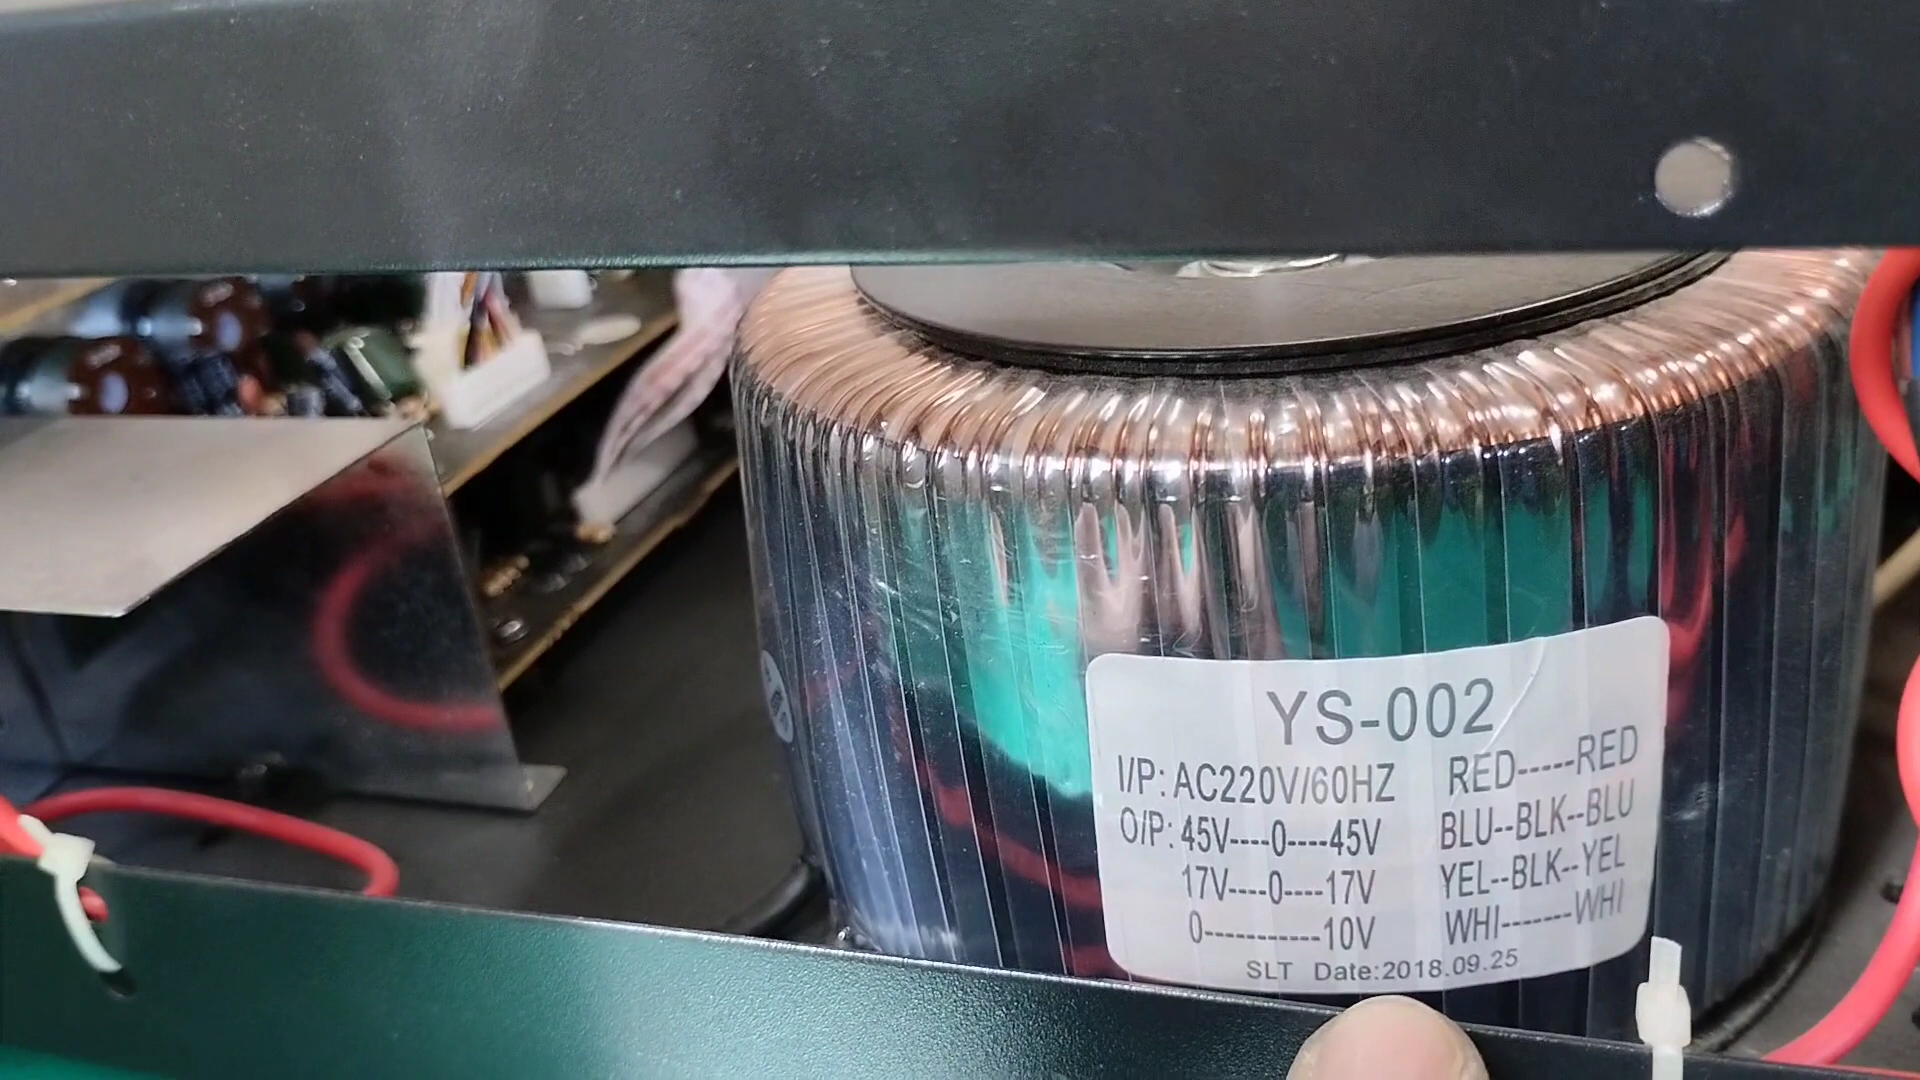 YS-002
I/P: AC220V/60HZ RED-----RED
O/P: 45V----0----45V BLU--BLK--BLU
17V----0----17V YEL--BLK--YEL
0-----------10V WHI-------WHI
SLT Date:2018.09.25